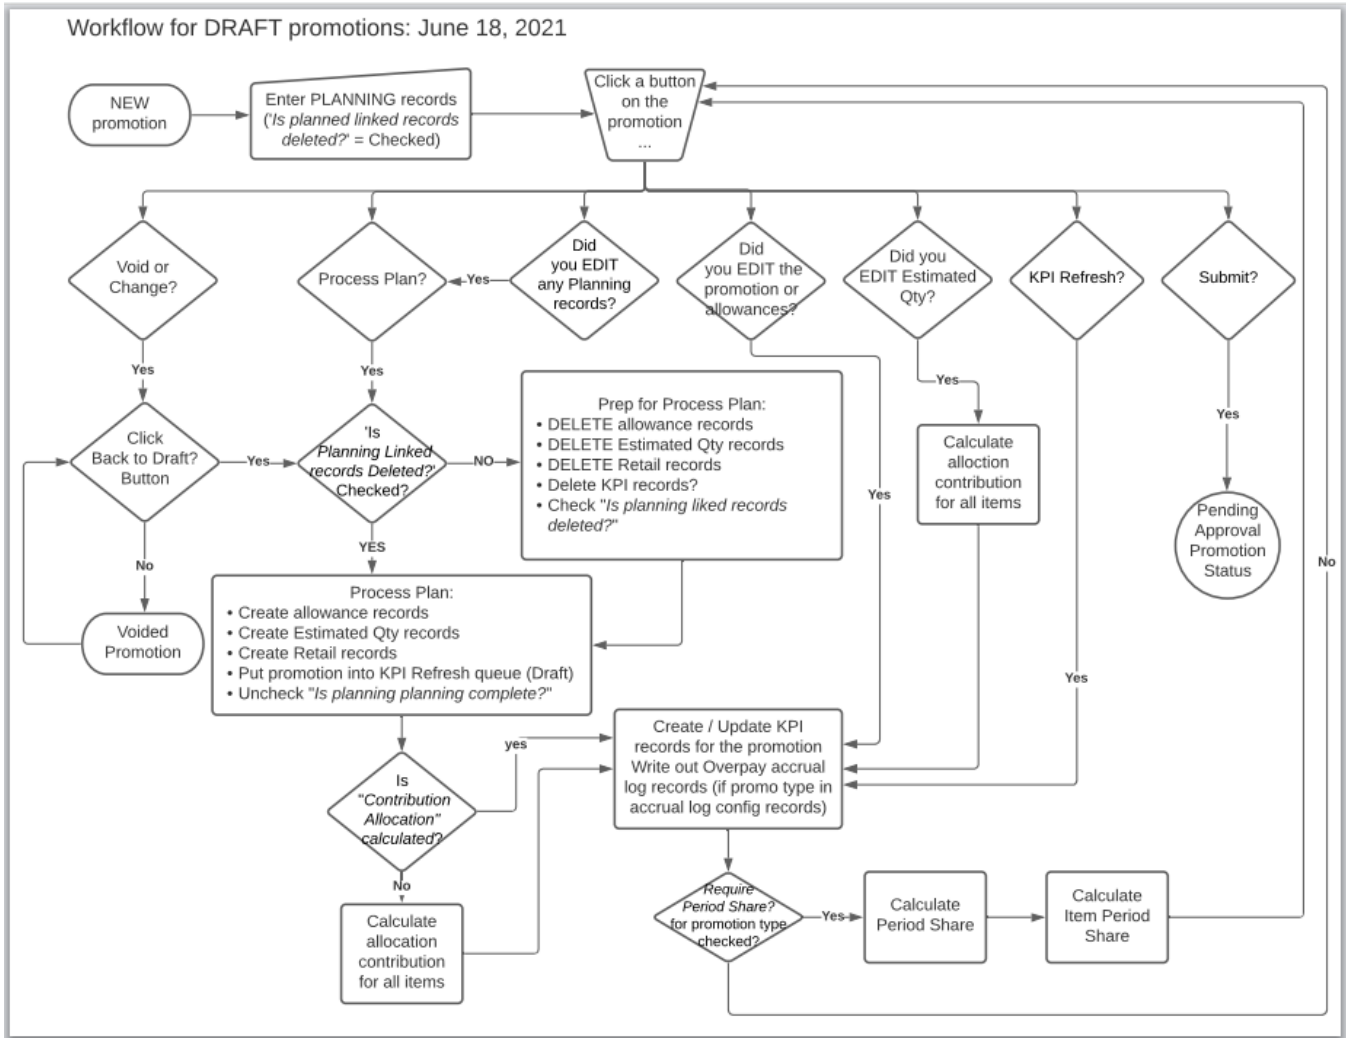 Workflow for DRAFT promotions: June 18, 2021
NEW
promotion
Enter PLANNING records
('Is planned linked records
deleted?' = Checked)
Click a button
on the
promotion
...
Void or
Change?
Process Plan?
Yes
Did
you EDIT
any Planning
records?
Did
you EDIT the
promotion or
allowances?
Did you
EDIT Estimated
Qty?
KPI Refresh?
Submit?
Yes
Yes
Yes
Yes
Click
Back to Draft?
Button
Yes
'Is
Planning Linked
records Deleted?'
Checked?
NO
Prep for Process Plan:
• DELETE allowance records
• DELETE Estimated Qty records
• DELETE Retail records
• Delete KPI records?
• Check "Is planning liked records
deleted?"
Yes
Calculate
alloction
contribution
for all items
Pending
Approval
Promotion
Status
No
YES
No
Voided
Promotion
Process Plan:
• Create allowance records
• Create Estimated Qty records
• Create Retail records
• Put promotion into KPI Refresh queue (Draft)
• Uncheck "Is planning planning complete?"
Yes
yes
Is
"Contribution
Allocation"
calculated?
Create / Update KPI
records for the promotion
Write out Overpay accrual
log records (if promo type in
accrual log config records)
No
Calculate
allocation
contribution
for all items
Require
Period Share?
for promotion type
checked?
Yes
Calculate
Period Share
Calculate
Item Period
Share